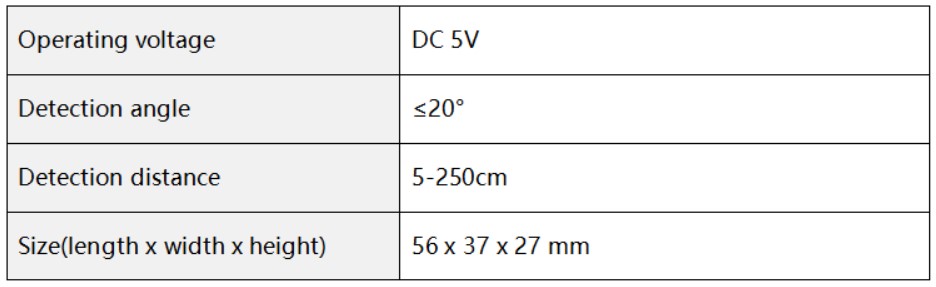 Operating voltage DC 5V
Detection angle ≤20°
Detection distance 5-250cm
Size(length x width x height) 56 x 37 x 27 mm